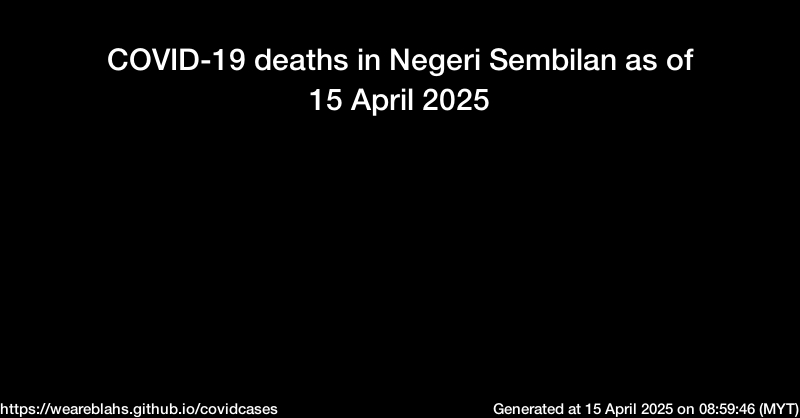 COVID-19 deaths in Negeri Sembilan as of
15 April 2025
https://weareblahs.github.io/covidcases
Generated at 15 April 2025 on 08:59:46 (MYT)